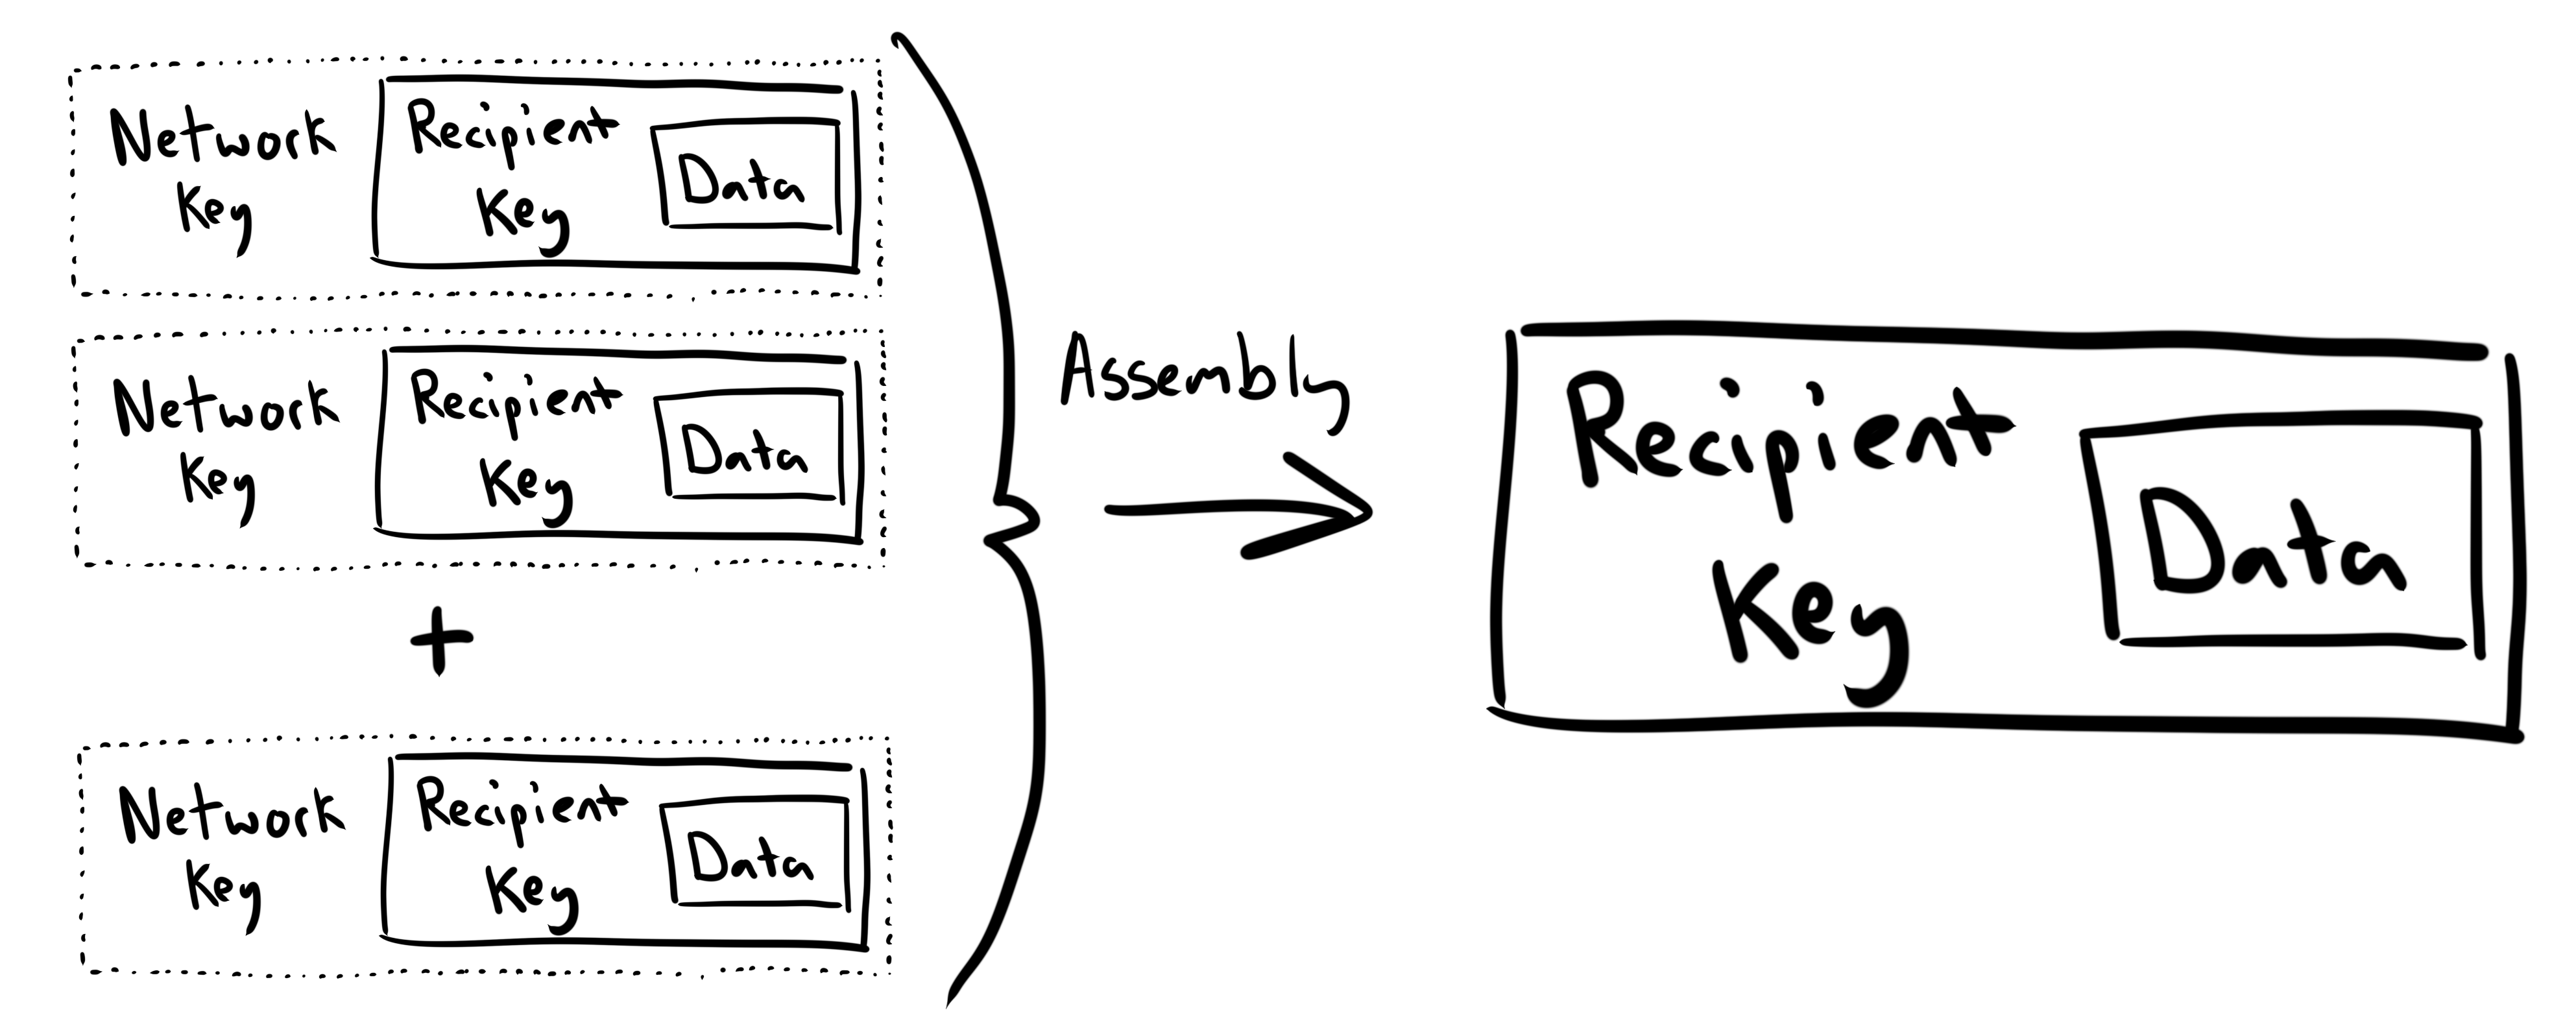 Network
Key
Recipient
Key
Data
Network
Key
Recipient
Key
Data
+
Network
Key
Recipient
Key
Data
Assembly
Recipient
Key
Data